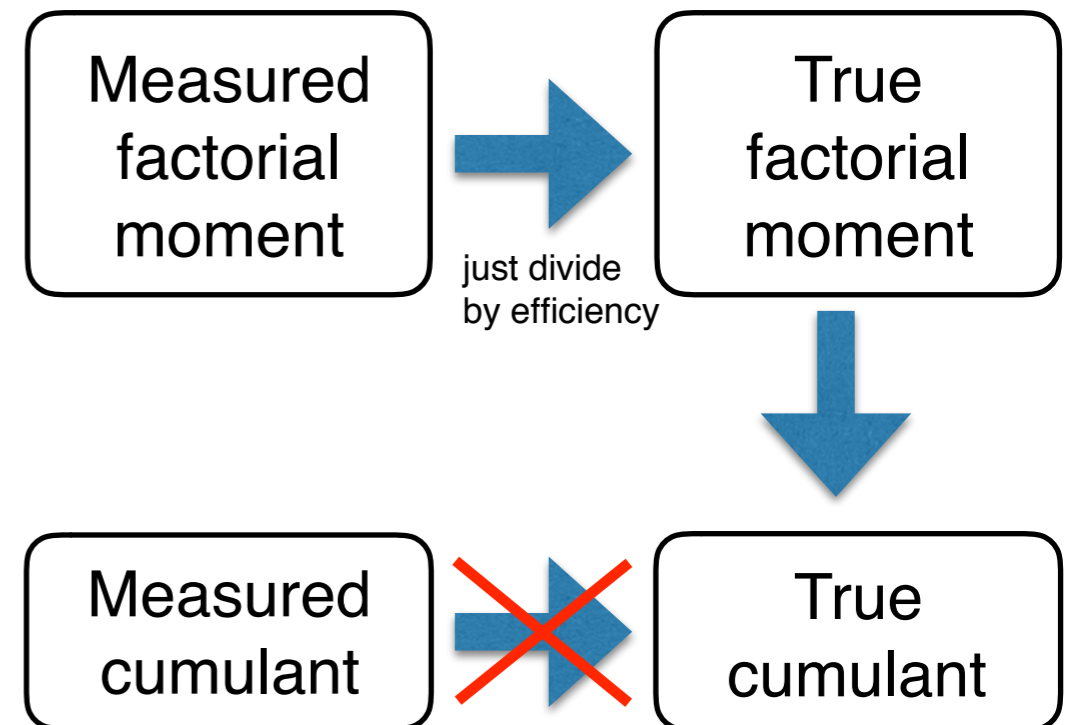 Measured
factorial
moment
just divide
by efficiency
True
factorial
moment
Measured
cumulant
True
cumulant